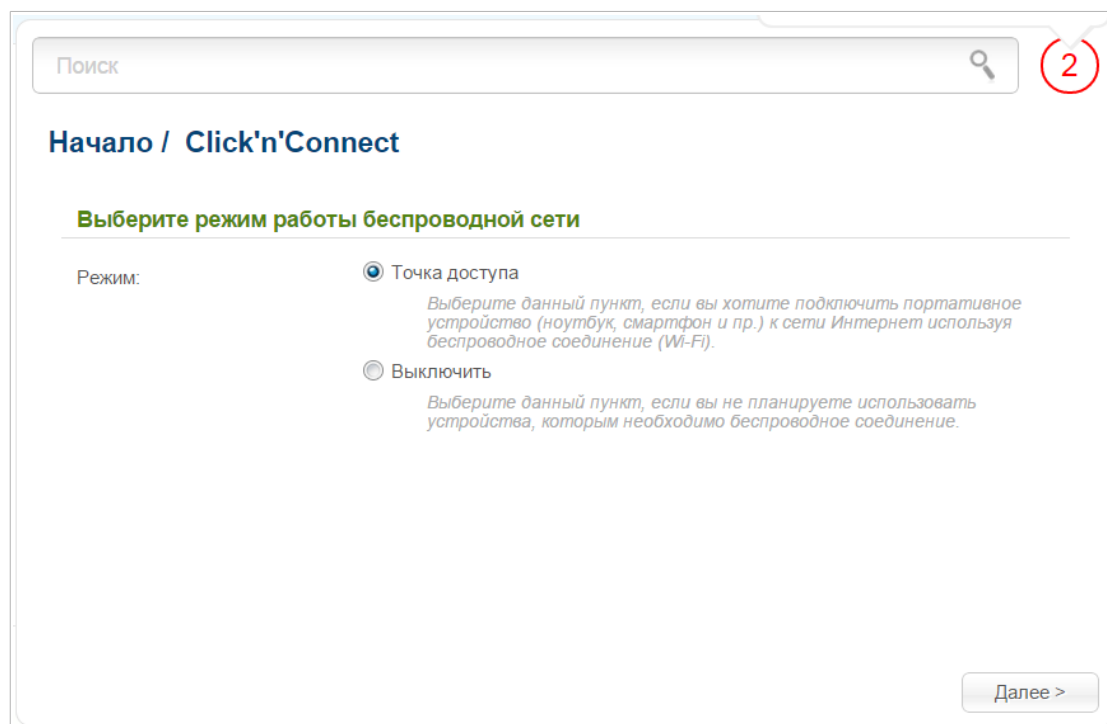 Поиск
2
Начало / Click'n'Connect
Выберите режим работы беспроводной сети
Режим:
Точка доступа
Выберите данный пункт, если вы хотите подключить портативное
устройство (ноутбук, смартфон и пр.) к сети Интернет используя
беспроводное соединение (Wi-Fi).
Выключить
Выберите данный пункт, если вы не планируете использовать
устройства, которым необходимо беспроводное соединение.
Далее >